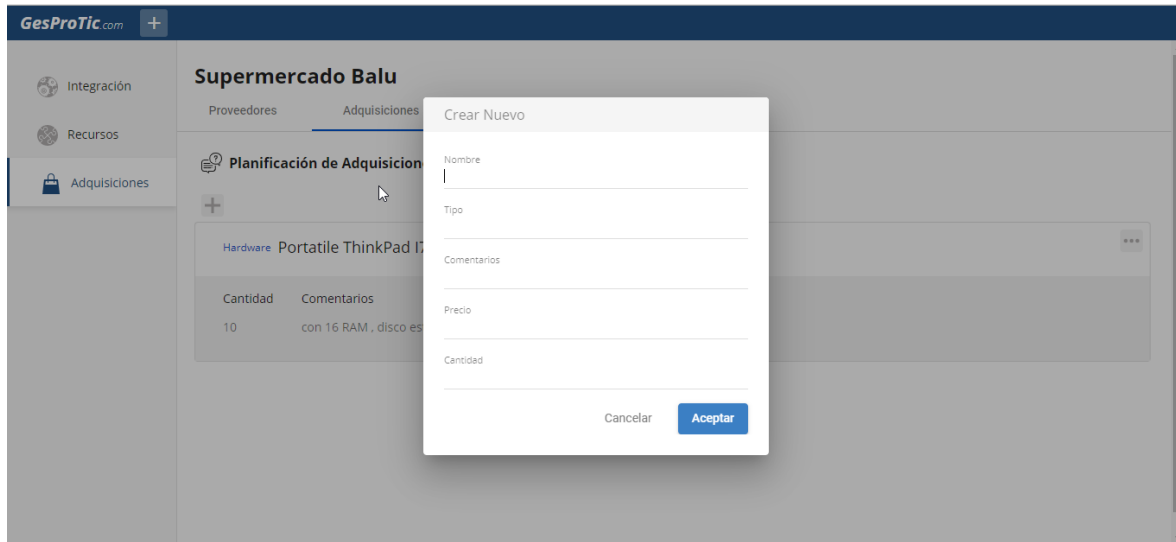 GesProTic.com +
Integración
Recursos
Adquisiciones
Supermercado Balu
Proveedores Adquisiciones
Planificación de Adquisicion
Hardware Portatile ThinkPad I7
Cantidad Comentarios
10 con 16 RAM , disco es
Crear Nuevo
Nombre
Tipo
Comentarios
Precio
Cantidad
Cancelar Aceptar